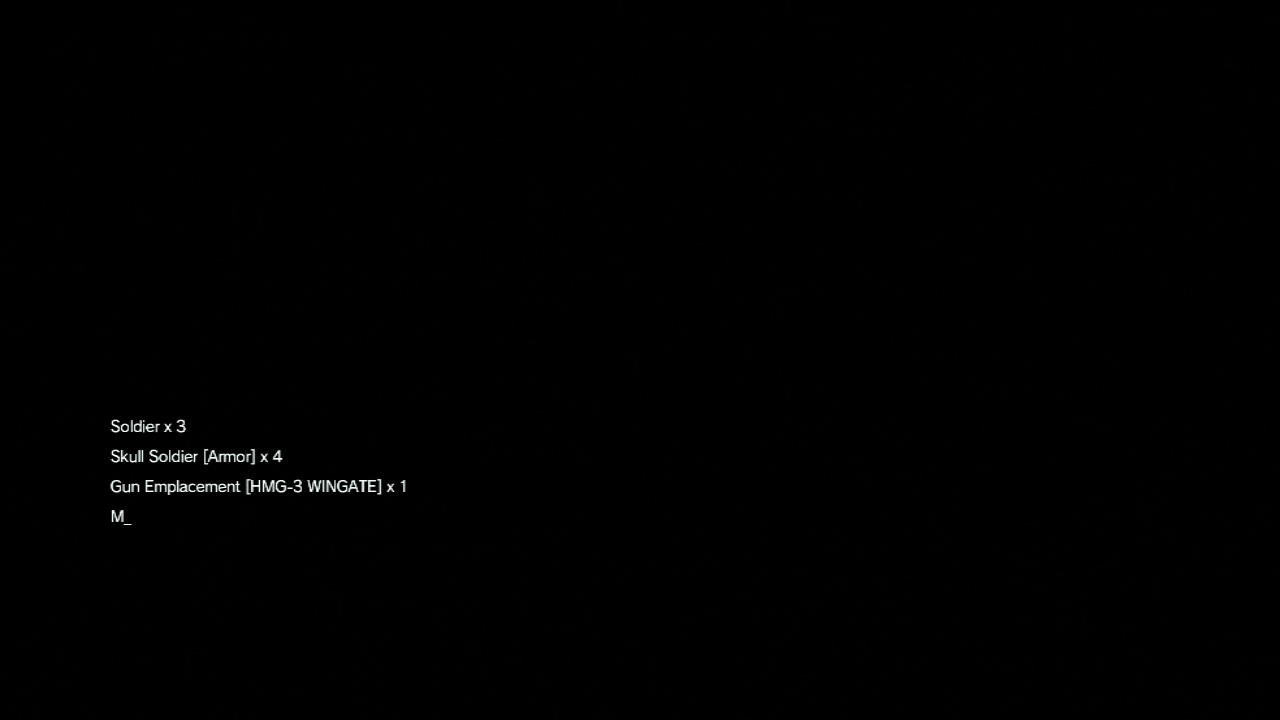 Soldier x 3
Skull Soldier [Armor] x 4
Gun Emplacement [HMG-3 WINGATE] x 1
M_